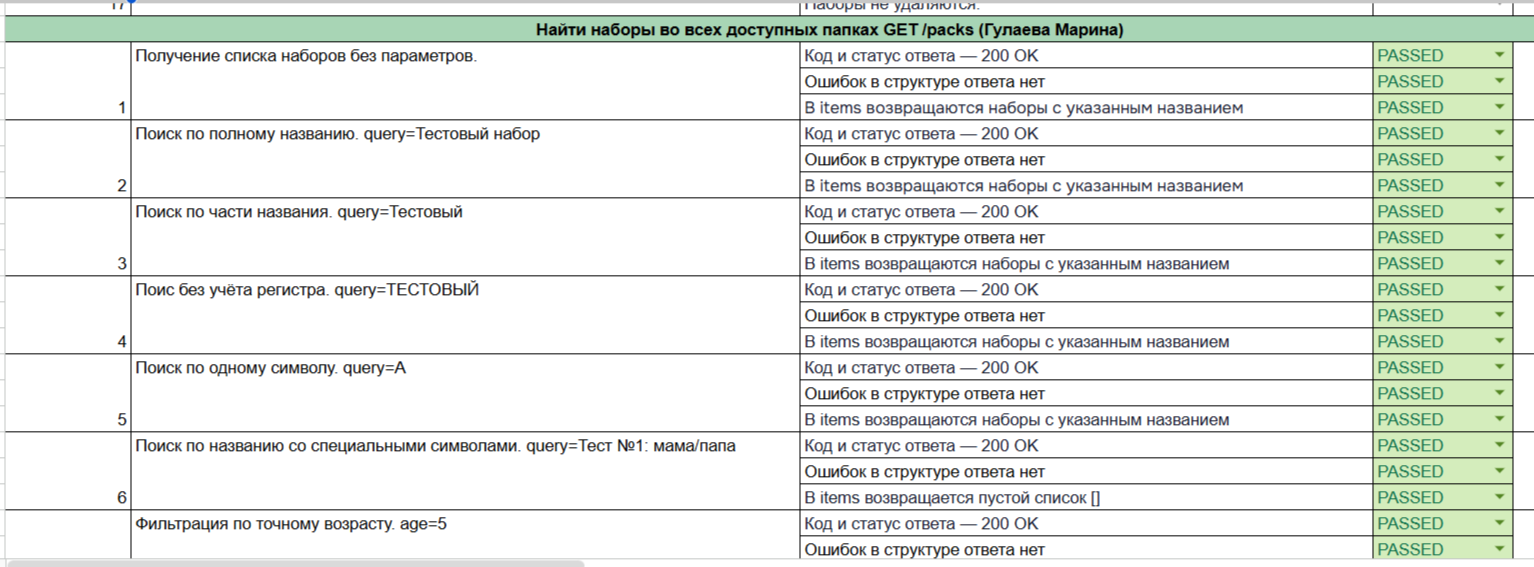 17 Наборы не удаляются.
Найти наборы во всех доступных папках GET /packs (Гулаева Марина)
Получение списка наборов без параметров. Код и статус ответа — 200 OK PASSED
Ошибок в структуре ответа нет PASSED
1 В items возвращаются наборы с указанным названием PASSED
Поиск по полному названию. query=Тестовый набор Код и статус ответа — 200 OK PASSED
Ошибок в структуре ответа нет PASSED
2 В items возвращаются наборы с указанным названием PASSED
Поиск по части названия. query=Тестовый Код и статус ответа — 200 OK PASSED
Ошибок в структуре ответа нет PASSED
3 В items возвращаются наборы с указанным названием PASSED
Поис без учёта регистра. query=ТЕСТОВЫЙ Код и статус ответа — 200 OK PASSED
Ошибок в структуре ответа нет PASSED
4 В items возвращаются наборы с указанным названием PASSED
Поиск по одному символу. query=А Код и статус ответа — 200 OK PASSED
Ошибок в структуре ответа нет PASSED
5 В items возвращаются наборы с указанным названием PASSED
Поиск по названию со специальными символами. query=Тест №1: мама/папа Код и статус ответа — 200 OK PASSED
Ошибок в структуре ответа нет PASSED
6 В items возвращается пустой список [] PASSED
Фильтрация по точному возрасту. age=5 Код и статус ответа — 200 OK PASSED
Ошибок в структуре ответа нет PASSED